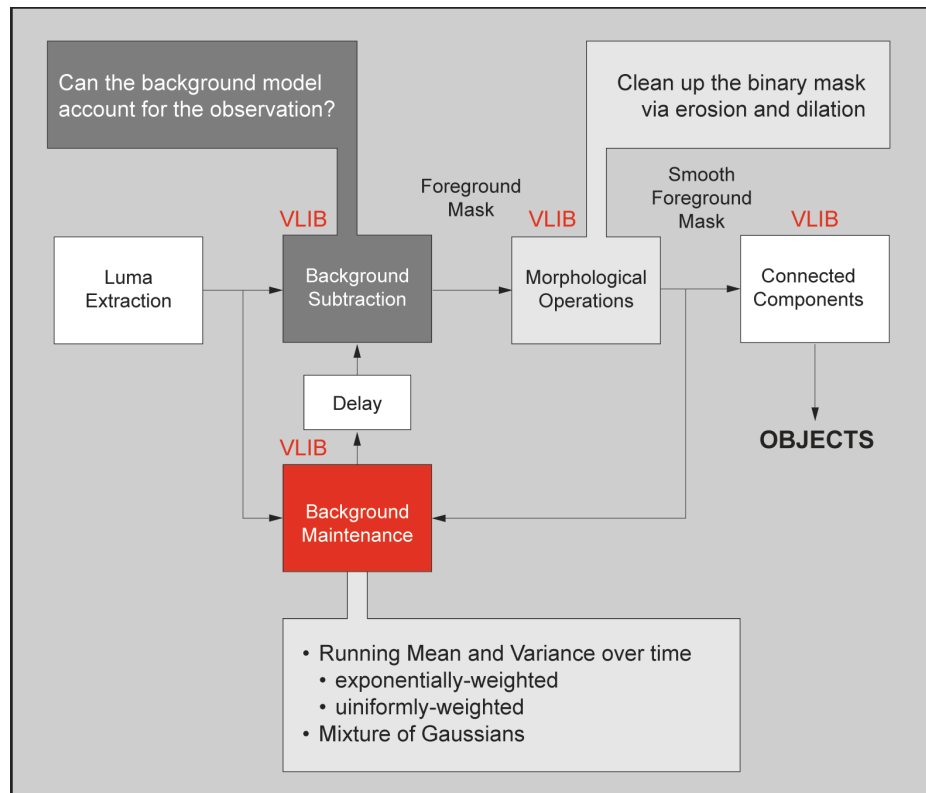 Can the background model
account for the observation?
Clean up the binary mask
via erosion and dilation
Foreground
Mask
Smooth
Foreground
Mask
VLIB
VLIB
VLIB
Luma
Extraction
Background
Subtraction
Morphological
Operations
Connected
Components
Delay
OBJECTS
VLIB
Background
Maintenance
• Running Mean and Variance over time
• exponentially-weighted
• uiniformly-weighted
• Mixture of Gaussians